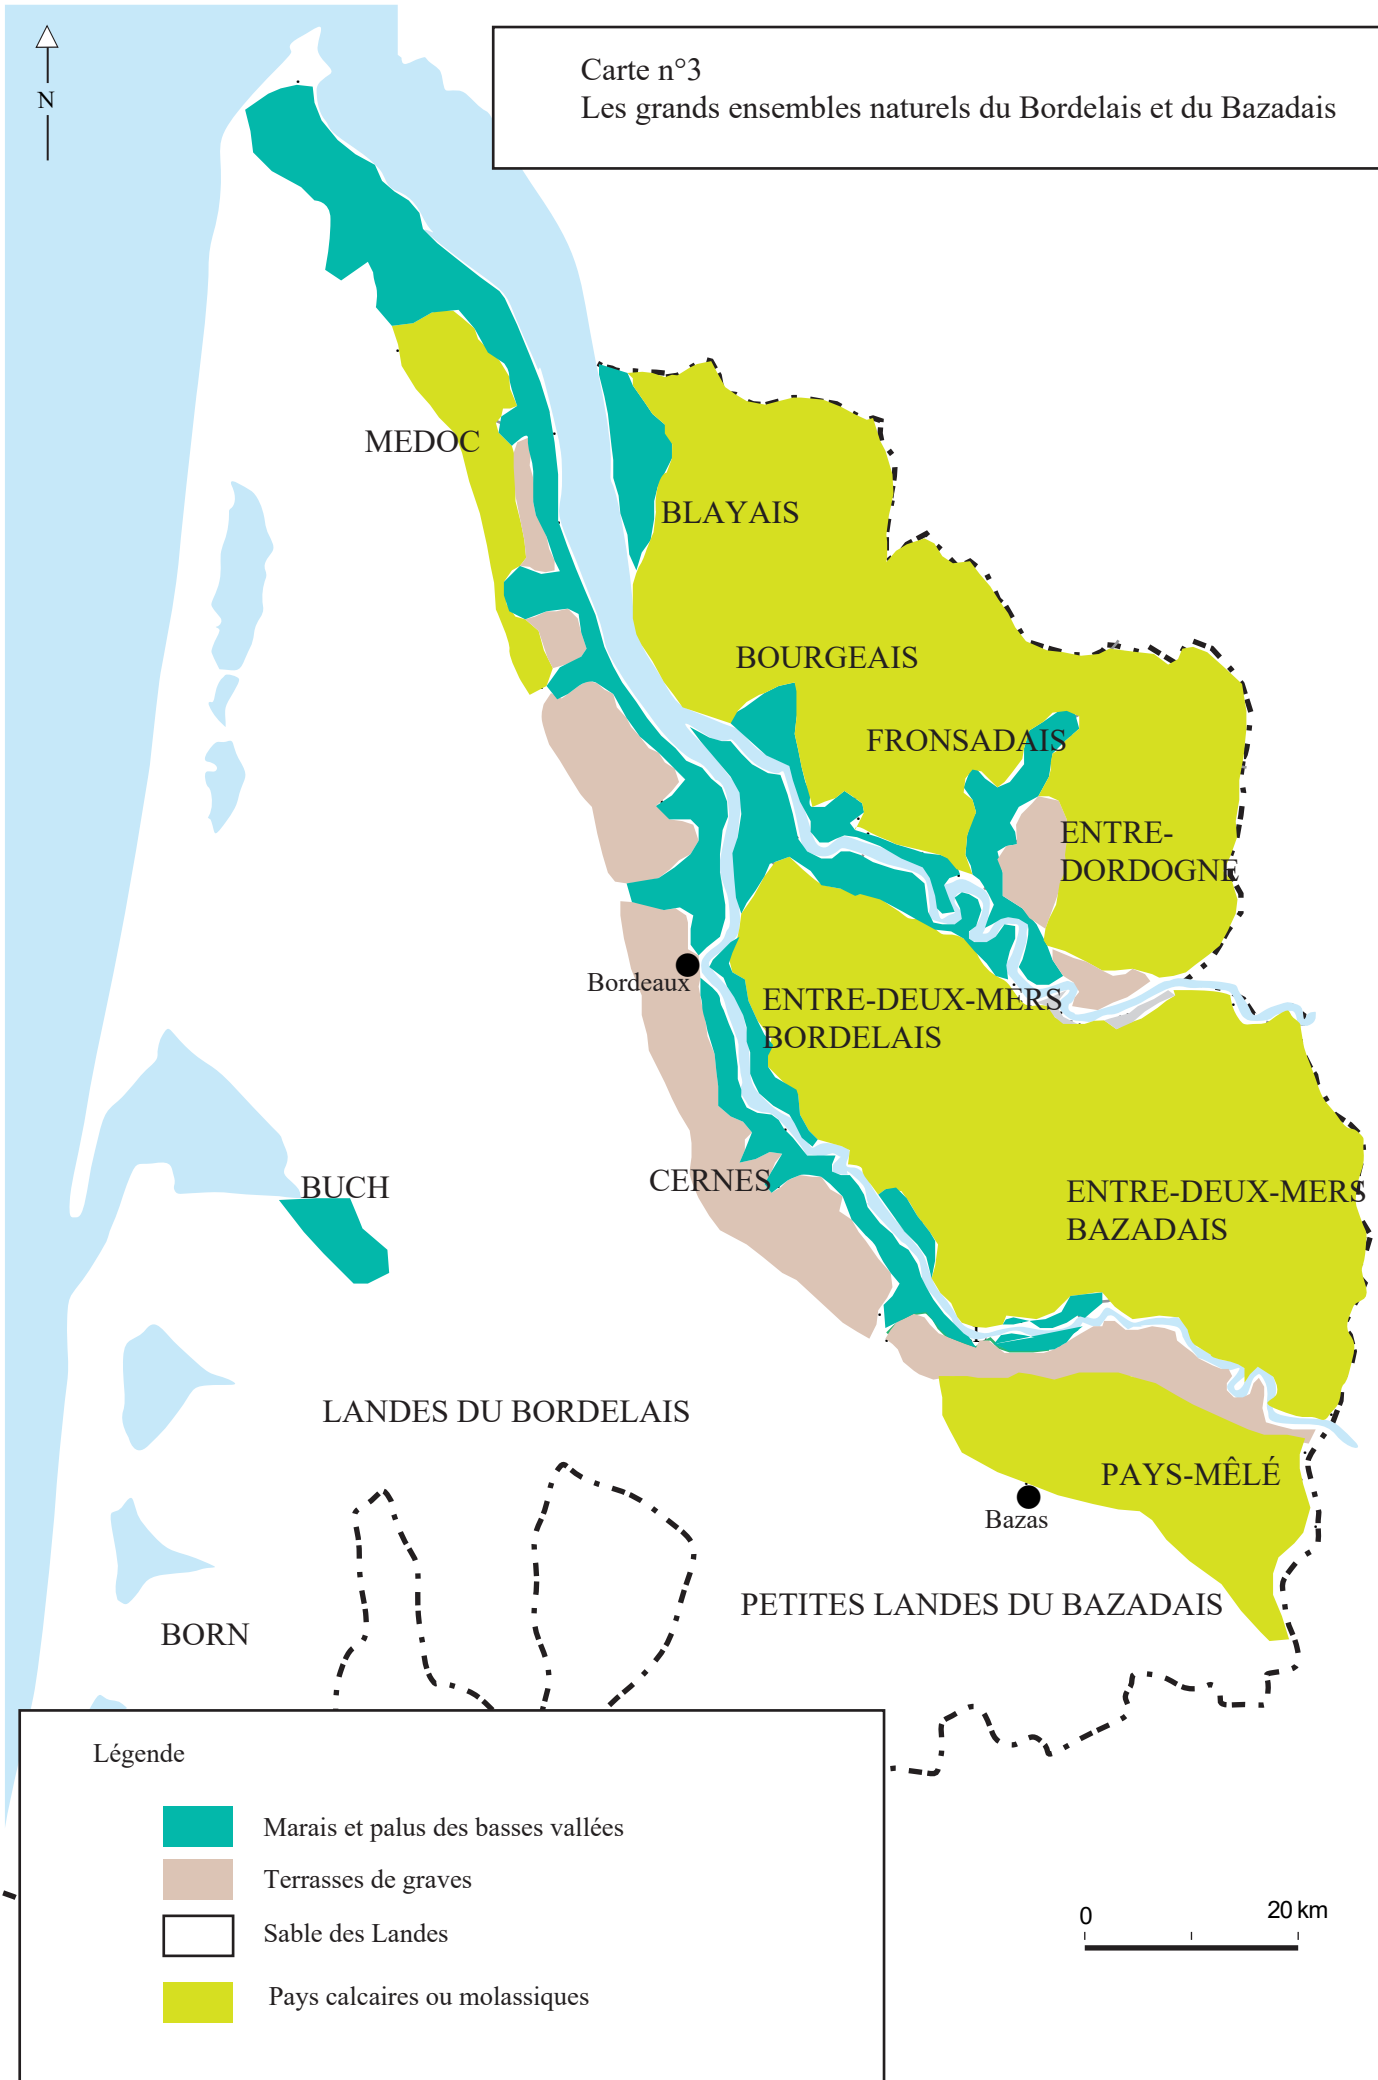 N
Carte n°3
Les grands ensembles naturels du Bordelais et du Bazadais
MEDOC
BLAYAIS
BOURGEAIS
FRONSADAIS
ENTRE-
DORDOGNE
Bordeaux
ENTRE-DEUX-MERS
BORDELAIS
CERNES
BUCH
ENTRE-DEUX-MERS
BAZADAIS
LANDES DU BORDELAIS
PAYS-MÊLÉ
Bazas
PETITES LANDES DU BAZADAIS
BORN
Légende
Marais et palus des basses vallées
Terrasses de graves
Sable des Landes
Pays calcaires ou molassiques
0 20 km